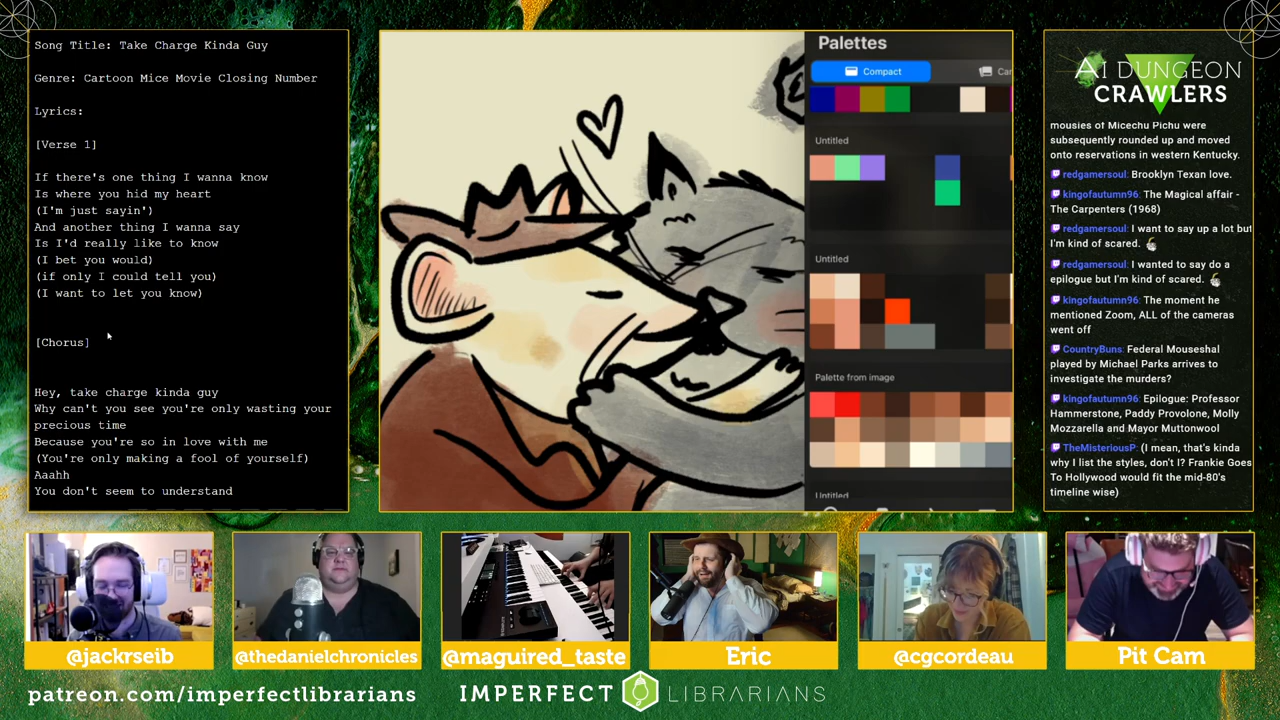 Song Title: Take Charge Kinda Guy
Genre: Cartoon Mice Movie Closing Number
Lyrics:
[Verse 1]
If there's one thing I wanna know
Is where you hid my heart
(I'm just sayin')
And another thing I wanna say
Is I'd really like to know
(I bet you would)
(if only I could tell you)
(I want to let you know)
[Chorus]
Hey, take charge kinda guy
Why can't you see you're only wasting your
precious time
Because you're so in love with me
(You're only making a fool of yourself)
Aaahh
You don't seem to understand
Palettes
Compact
Untitled
Untitled
Palette from image
Untitled
AI DUNGEON
CRAWLERS
mousies of Micechu Pichu were
subsequently rounded up and moved
onto reservations in western Kentucky.
redgamersoul: Brooklyn Texan love.
kingofautumn96: The Magical affair -
The Carpenters (1968)
redgamersoul: I want to say up a lot but
I'm kind of scared.
redgamersoul: I wanted to say do a
epilogue but I'm kind of scared.
kingofautumn96: The moment he
mentioned Zoom, ALL of the cameras
went off
CountryBuns: Federal Mouseshal
played by Michael Parks arrives to
investigate the murders?
kingofautumn96: Epilogue: Professor
Hammerstone, Paddy Provolone, Molly
Mozzarella and Mayor Muttonwool
TheMisteriousP: (I mean, that's kinda
why I list the styles, don't I? Frankie Goes
To Hollywood would fit the mid-80's
timeline wise)
@jackrseib
@thedanielchronicles
@maguired_taste
Eric
@cgcordeau
Pit Cam
patreon.com/imperfectlibrarians
IMPERFECT LIBRARIANS